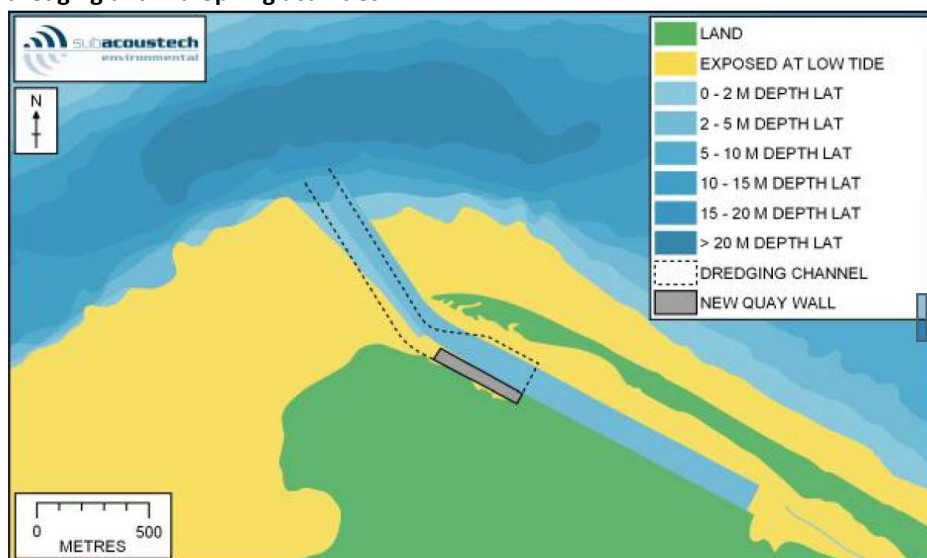 subacoustech
environmental
N
LAND
EXPOSED AT LOW TIDE
0 - 2 M DEPTH LAT
2 - 5 M DEPTH LAT
5 - 10 M DEPTH LAT
10 - 15 M DEPTH LAT
15 - 20 M DEPTH LAT
> 20 M DEPTH LAT
DREDGING CHANNEL
NEW QUAY WALL
0 500
METRES